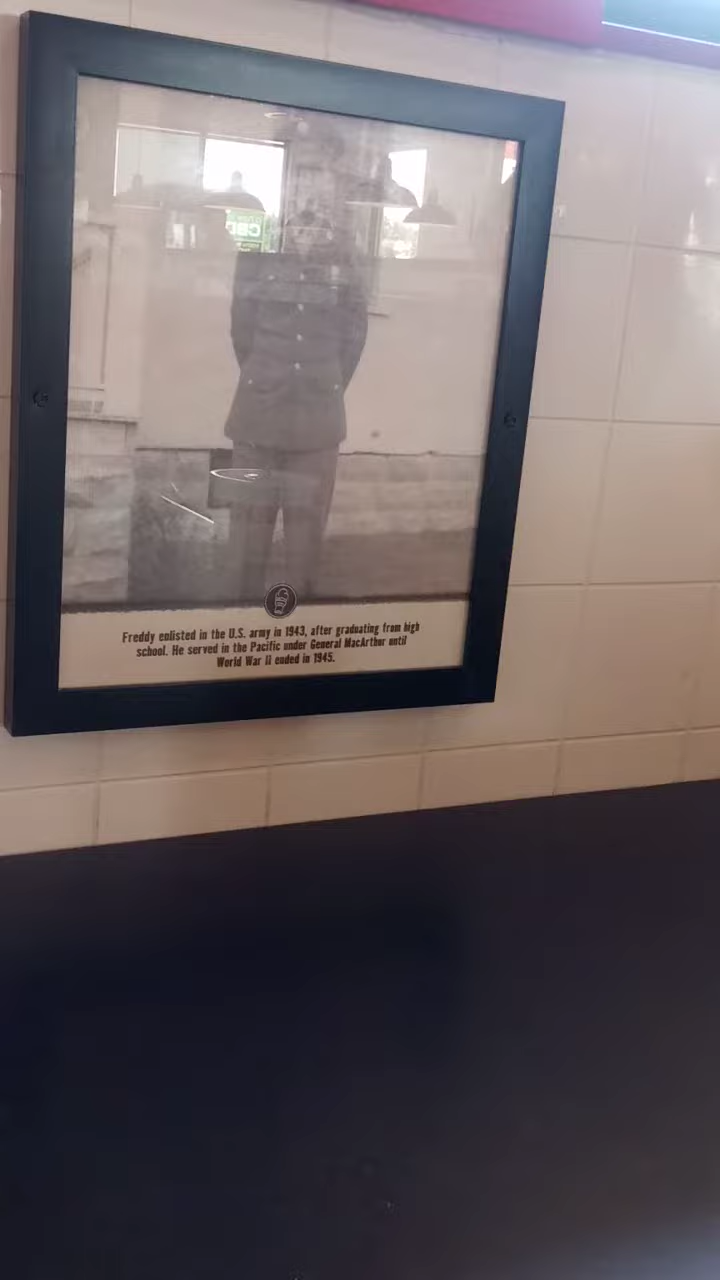 Freddy enlisted in the U.S. army in 1943, after graduating from high
school. He served in the Pacific under General MacArthur until
World War II ended in 1945.
CBD